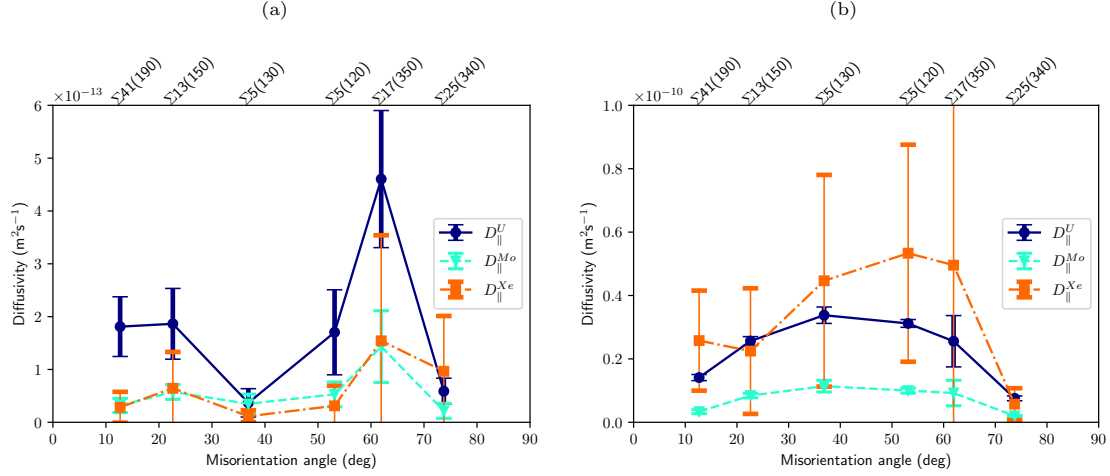 (a)
Σ41(190) Σ13(150) Σ5(130) Σ5(120) Σ17(350) Σ25(340)
×10−13
6
5
4
3
2
1
0
0 10 20 30 40 50 60 70 80 90
Misorientation angle (deg)
Diffusivity (m²s⁻¹)
D∥^U
D∥^Mo
D∥^Xe
(b)
Σ41(190) Σ13(150) Σ5(130) Σ5(120) Σ17(350) Σ25(340)
×10−10
1.0
0.8
0.6
0.4
0.2
0.0
0 10 20 30 40 50 60 70 80 90
Misorientation angle (deg)
Diffusivity (m²s⁻¹)
D∥^U
D∥^Mo
D∥^Xe